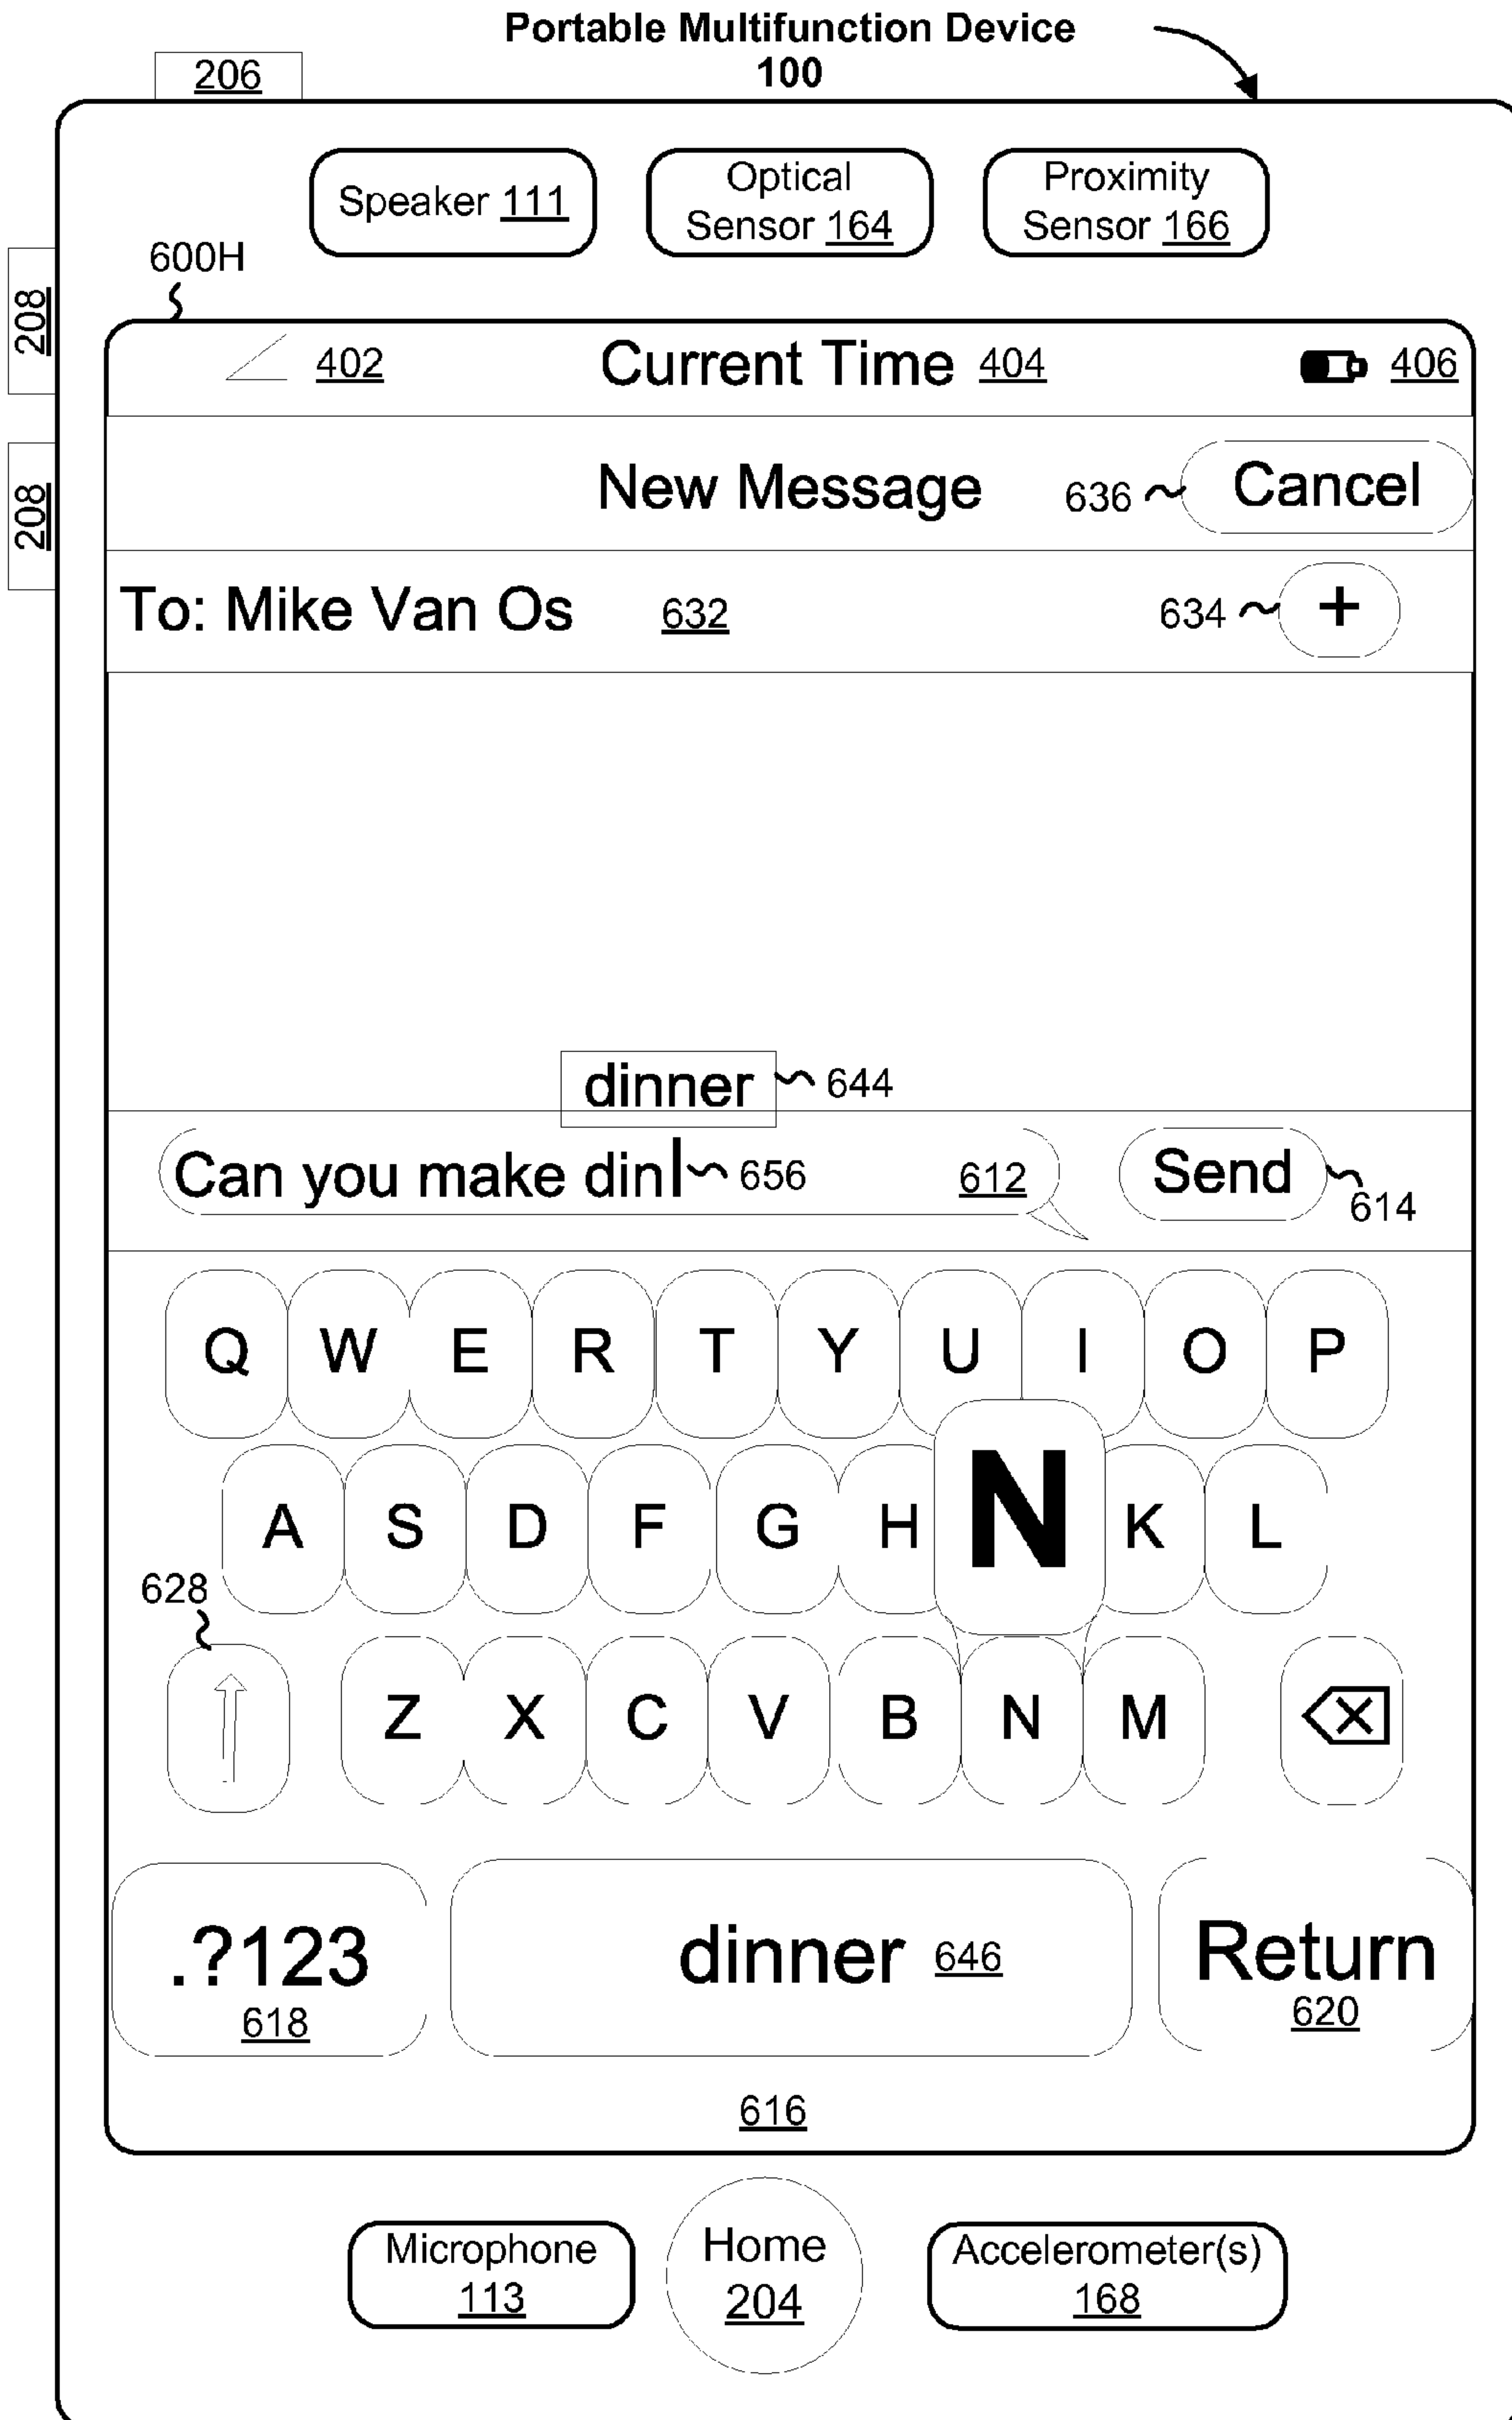 Portable Multifunction Device
100
206
Speaker 111
Optical
Sensor 164
Proximity
Sensor 166
208
600H
402 Current Time 404 406
208
New Message 636 Cancel
To: Mike Van Os 632 634 +
dinner 644
Can you make din 656 612 Send 614
Q W E R T Y U I O P
A S D F G H N K L
628
Z X C V B N M
.?123
618
dinner 646
Return
620
616
Microphone
113
Home
204
Accelerometer(s)
168